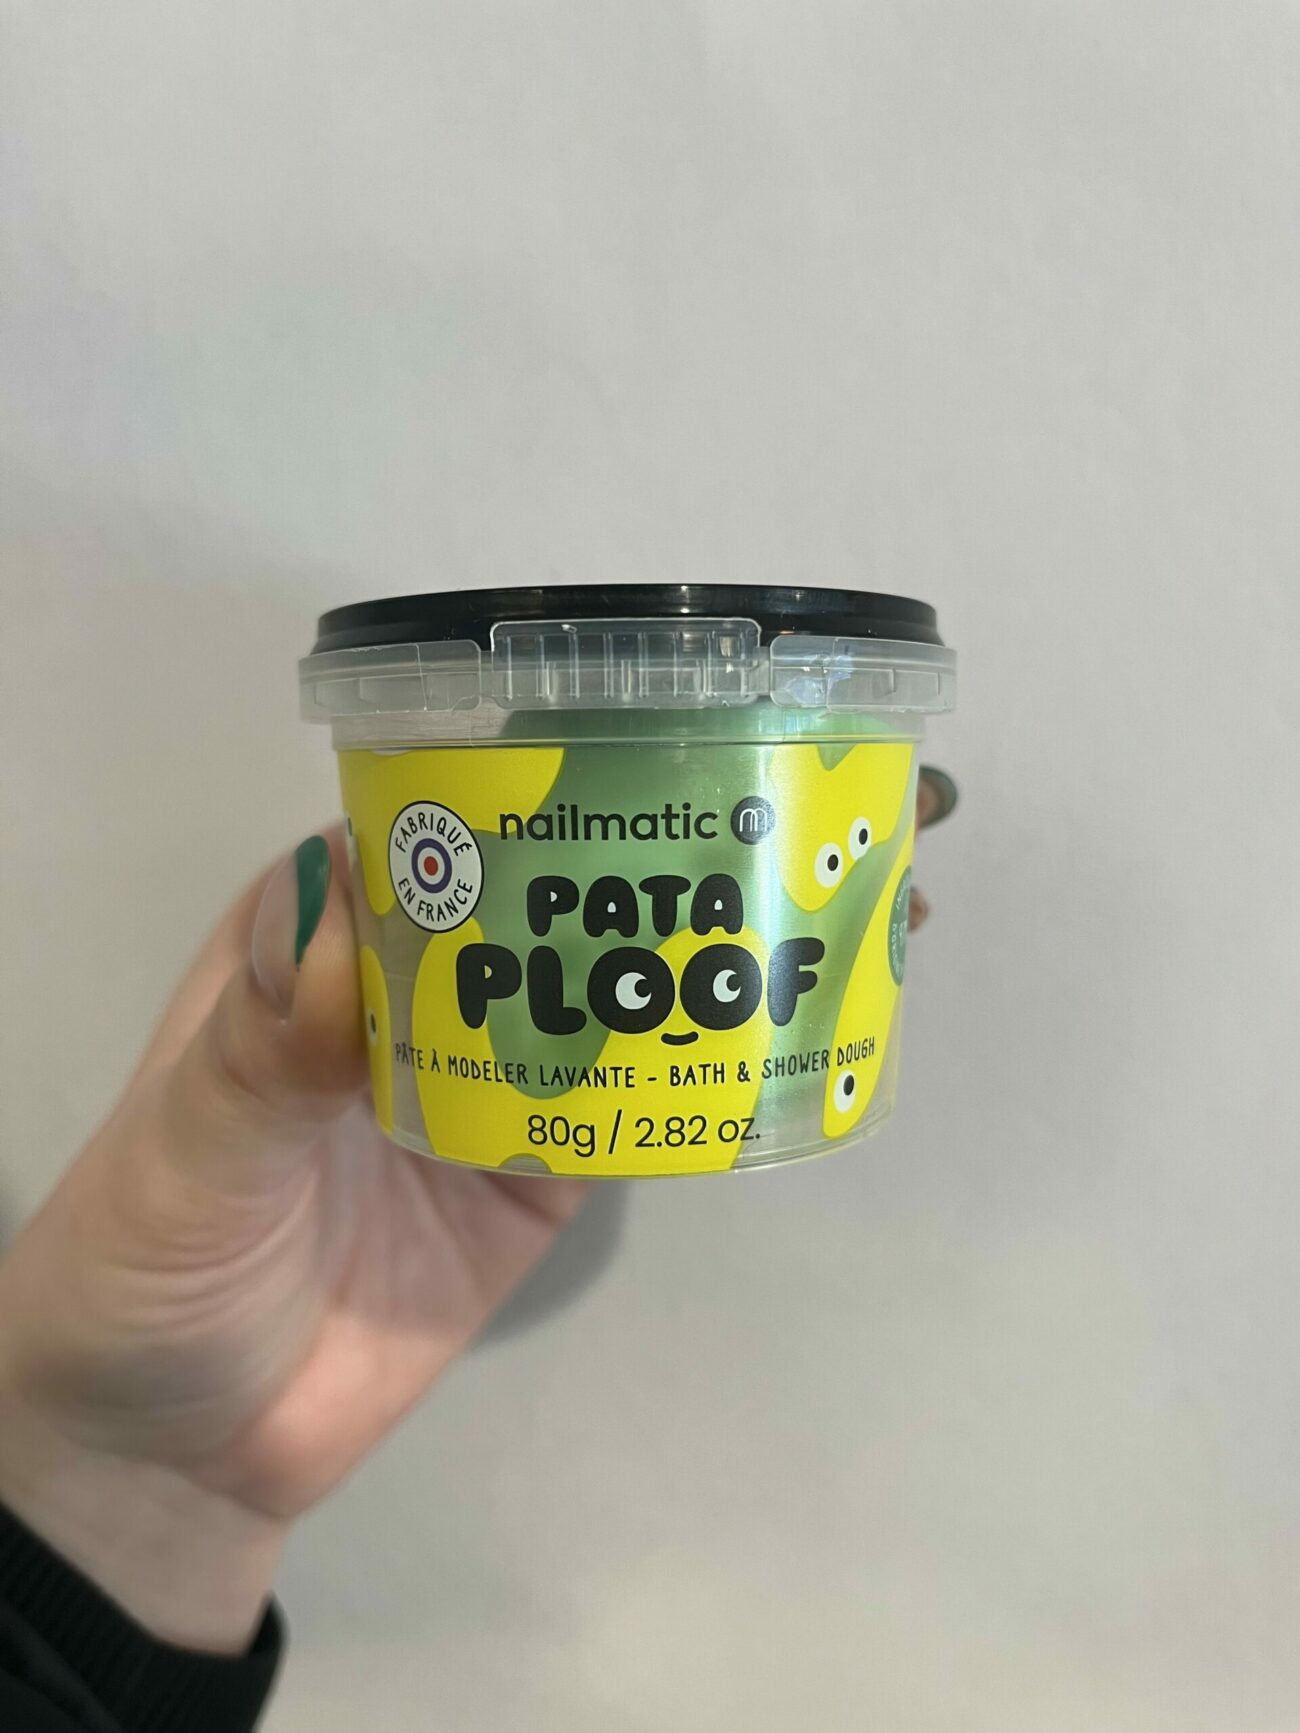 nailmatic m
FABRIQUÉ
EN FRANCE
PATA
PLOOF
PÂTE À MODELER LAVANTE - BATH & SHOWER DOUGH
80g / 2.82 oz.